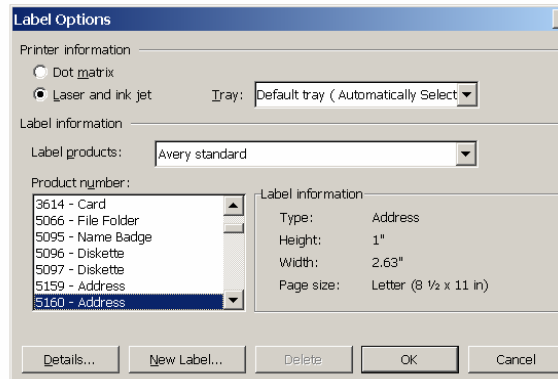 Label Options
Printer information
Dot matrix
Laser and ink jet Tray: Default tray ( Automatically Select
Label information
Label products: Avery standard
Product number:
3614 - Card
5066 - File Folder
5095 - Name Badge
5096 - Diskette
5097 - Diskette
5159 - Address
5160 - Address
Label information
Type: Address
Height: 1"
Width: 2.63"
Page size: Letter (8 ½ x 11 in)
Details... New Label... Delete OK Cancel